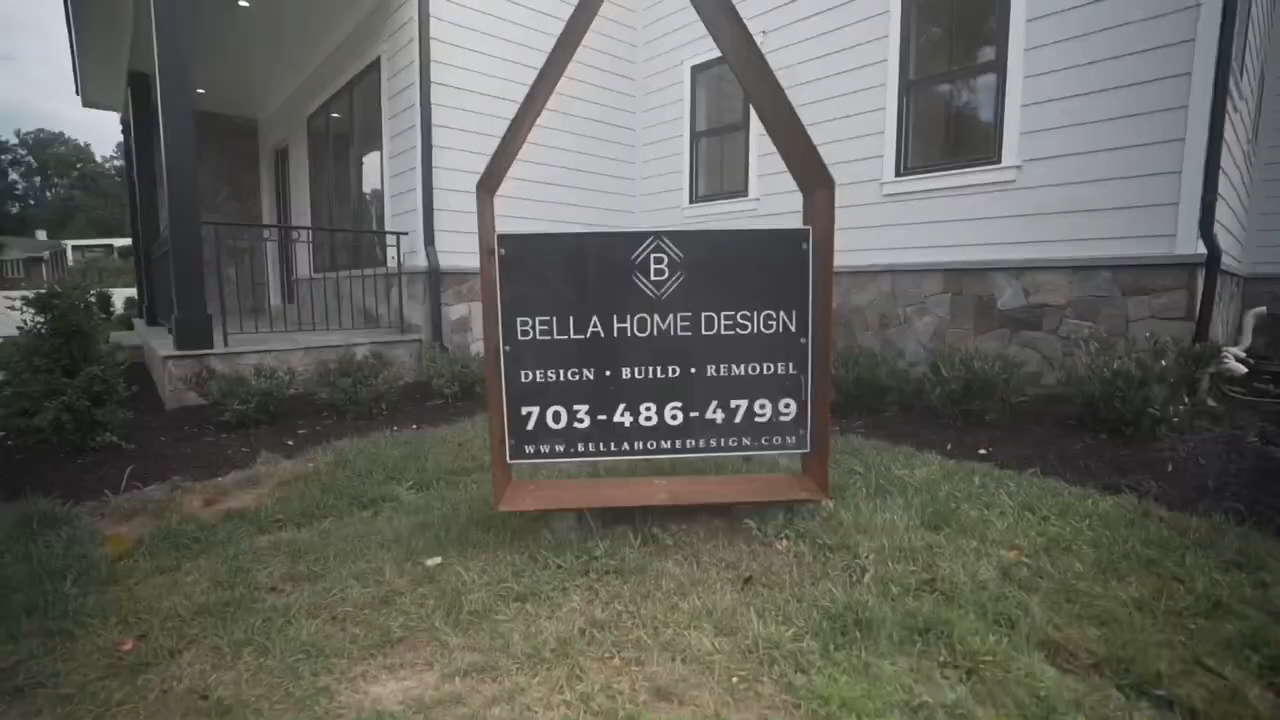 B
BELLA HOME DESIGN
DESIGN • BUILD • REMODEL
703-486-4799
WWW.BELLAHOMEDESIGN.COM